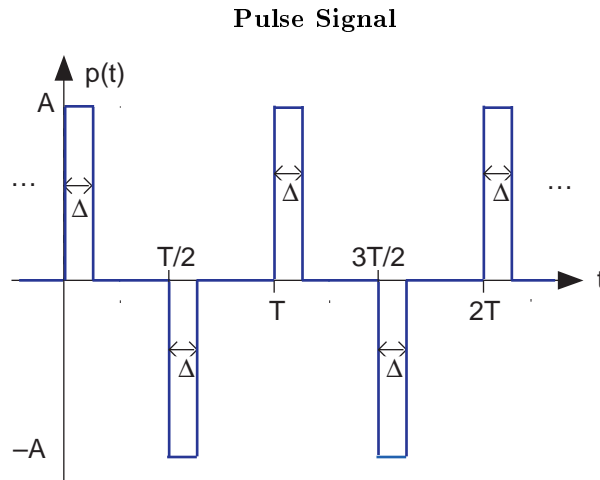 Pulse Signal
p(t)
A
... Δ Δ Δ ...
T/2 3T/2
t
T 2T
Δ Δ
–A